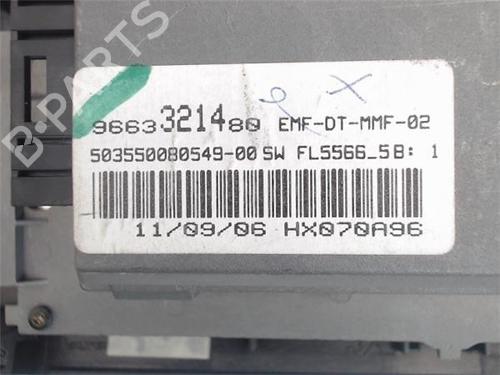 B-PARTS
9663321480 EMF-DT-MMF-02
503550080549-00 SW FL5566_5B: 1
11/09/06 HX070A96